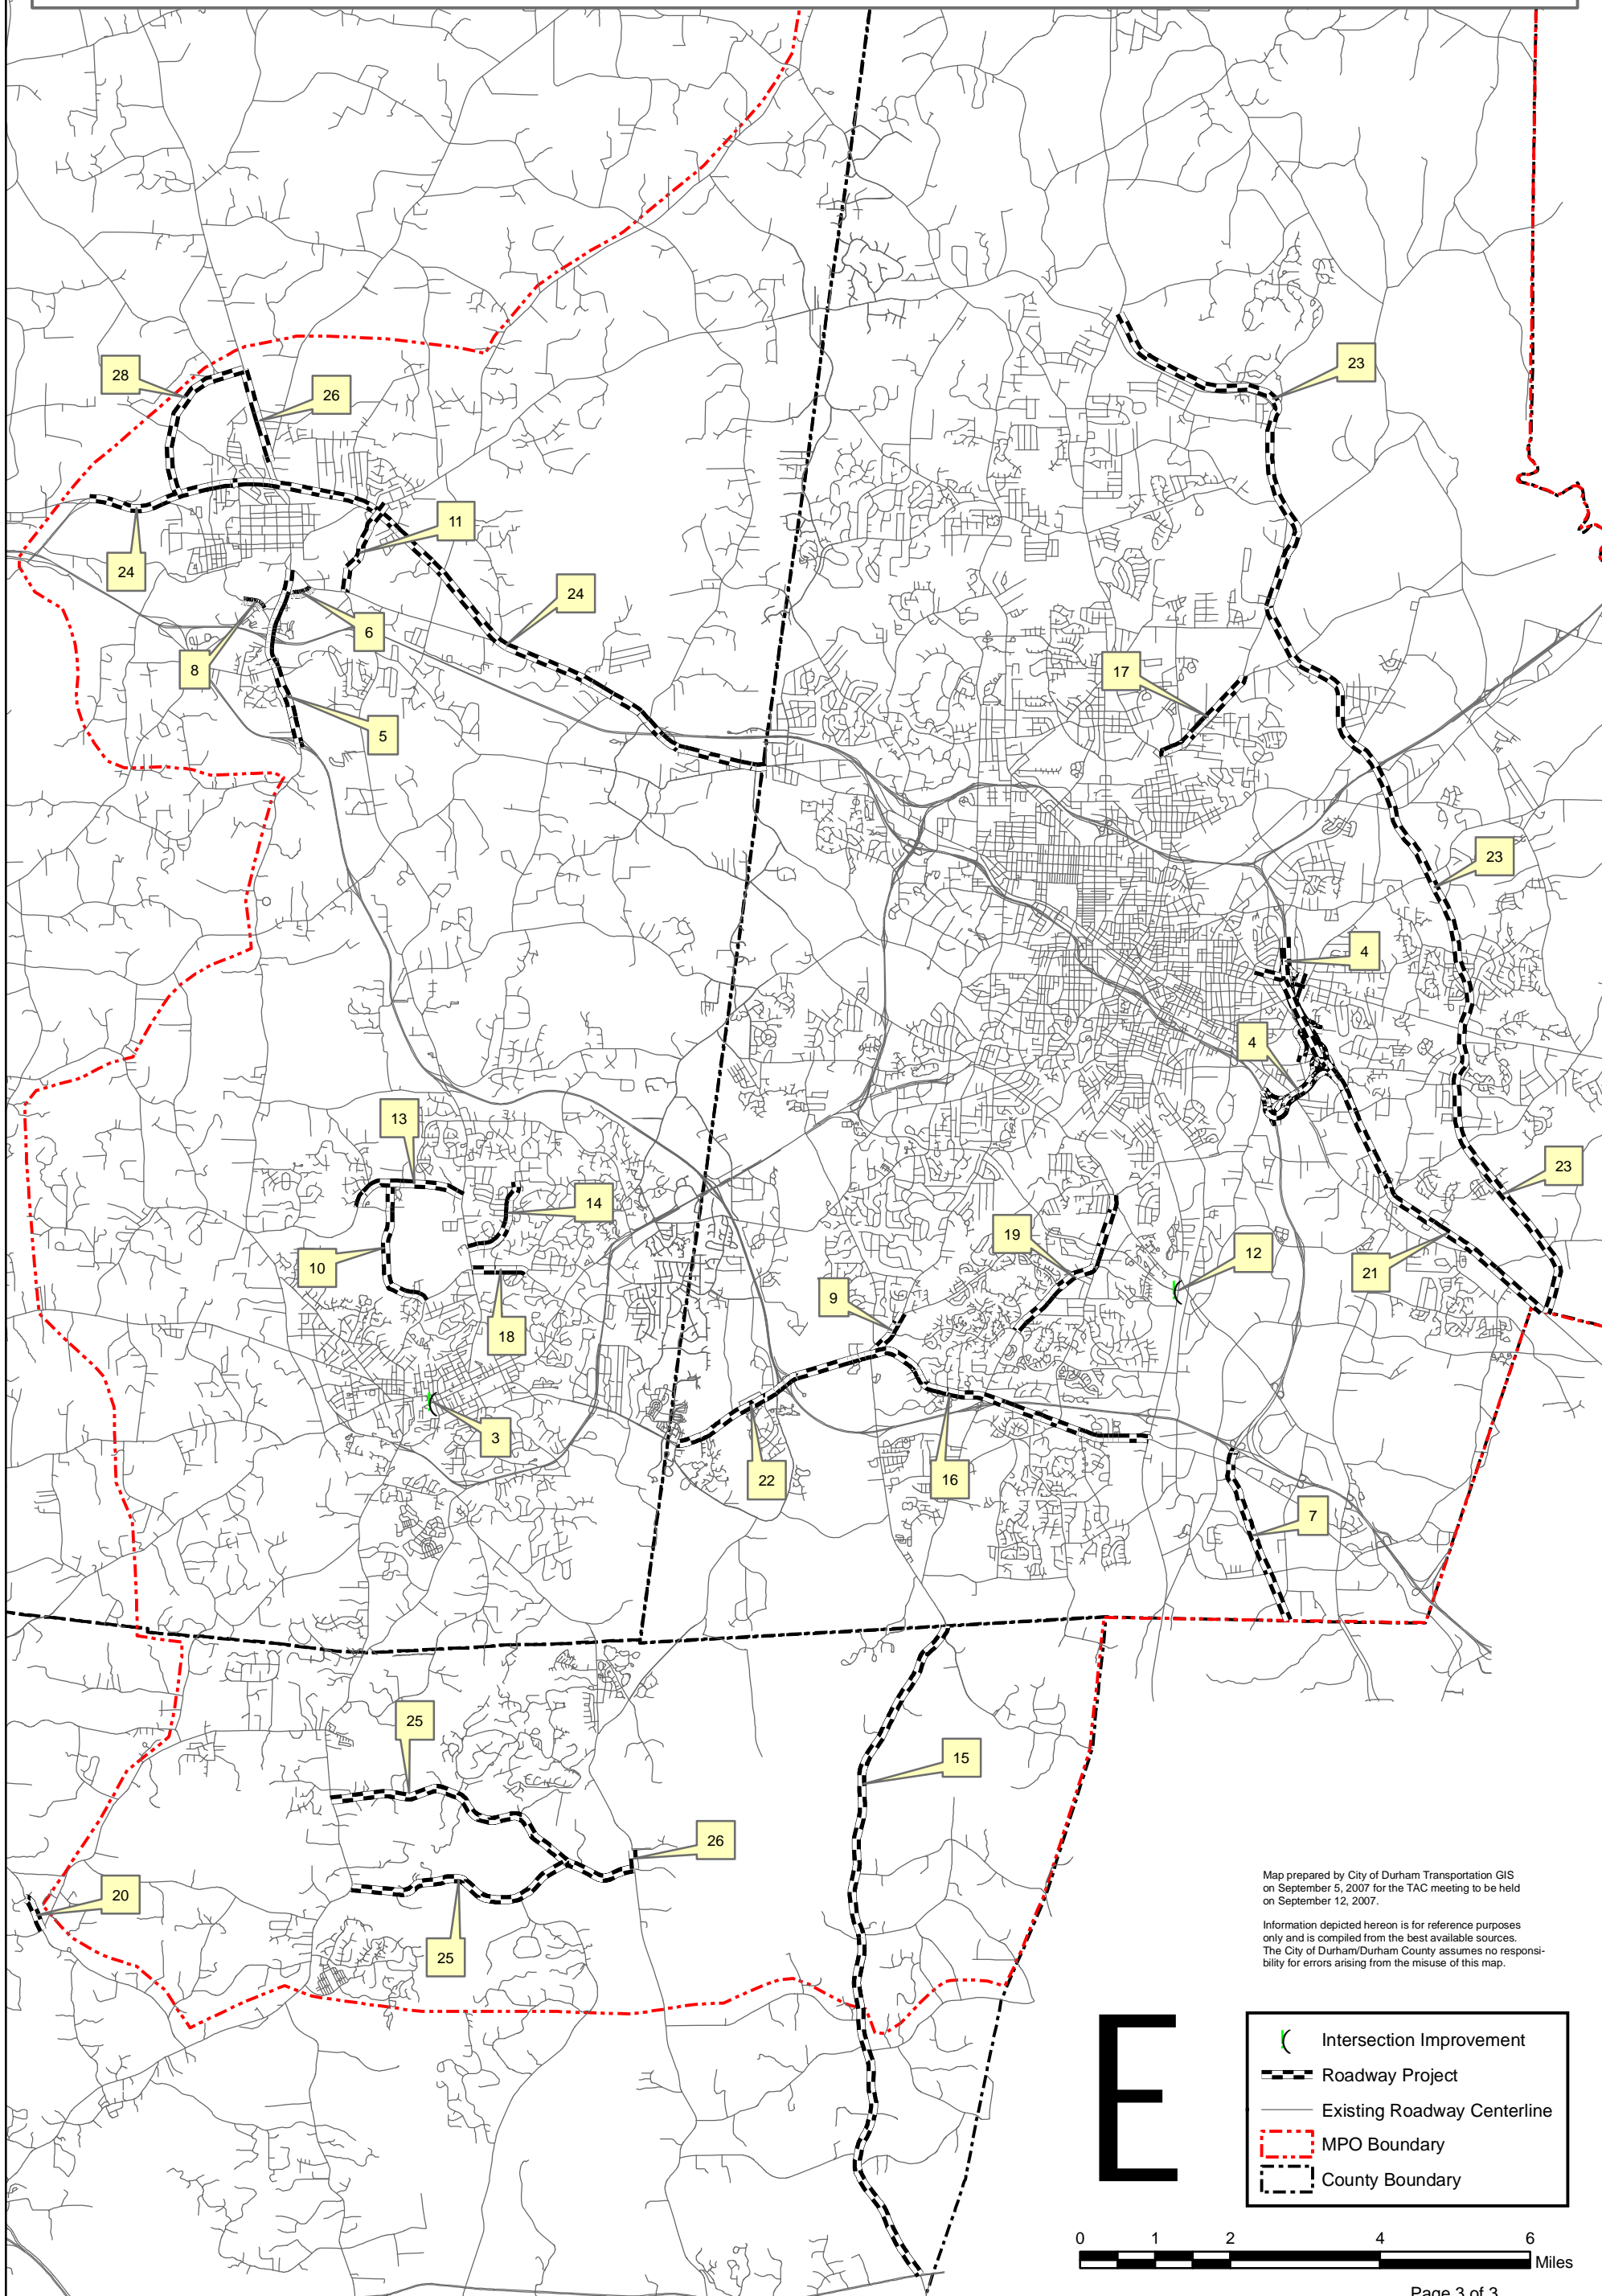 28
23
26
11
24
24
6
8
17
5
23
4
4
13
23
14
19
12
10
21
9
18
3
22
16
7
25
15
26
20
25
Map prepared by City of Durham Transportation GIS
on September 5, 2007 for the TAC meeting to be held
on September 12, 2007.
Information depicted hereon is for reference purposes
only and is compiled from the best available sources.
The City of Durham/Durham County assumes no responsi-
bility for errors arising from the misuse of this map.
E
Intersection Improvement
Roadway Project
Existing Roadway Centerline
MPO Boundary
County Boundary
0 1 2 4 6
Miles
Page 3 of 3